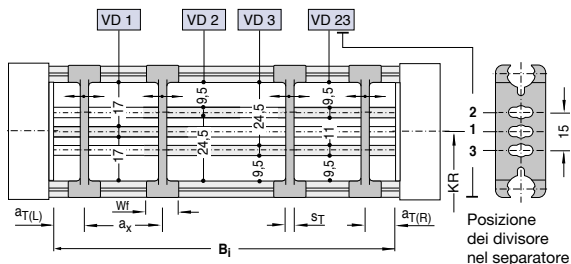 VD 1 VD 2 VD 3 VD 23
17 9,5 24,5 9,5
2
1
3
15
17 24,5 9,5 11 9,5
KR
aT(L) Wf ax sT aT(R)
Bi
Posizione
dei divisore
nel separatore